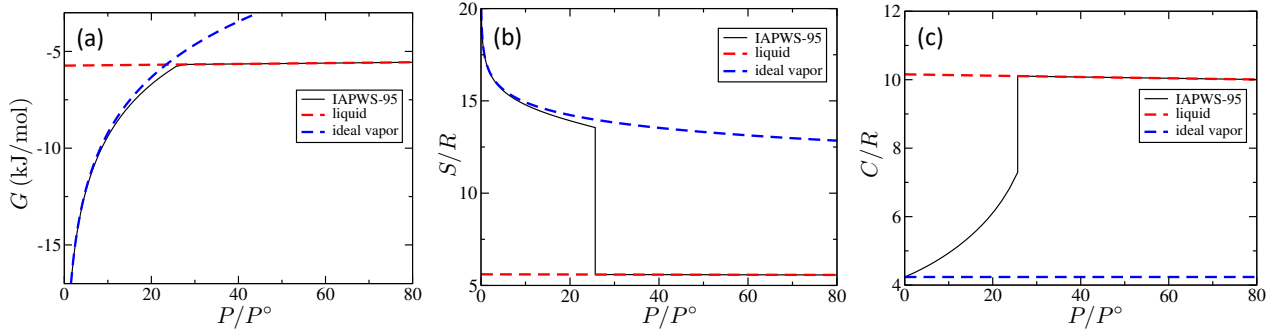 (a)
-5
-10
-15
G (kJ/mol)
0 20 40 60 80
P/P°
IAPWS-95
liquid
ideal vapor
(b)
20
15
10
5
S/R
0 20 40 60 80
P/P°
IAPWS-95
liquid
ideal vapor
(c)
12
10
8
6
4
C/R
0 20 40 60 80
P/P°
IAPWS-95
liquid
ideal vapor